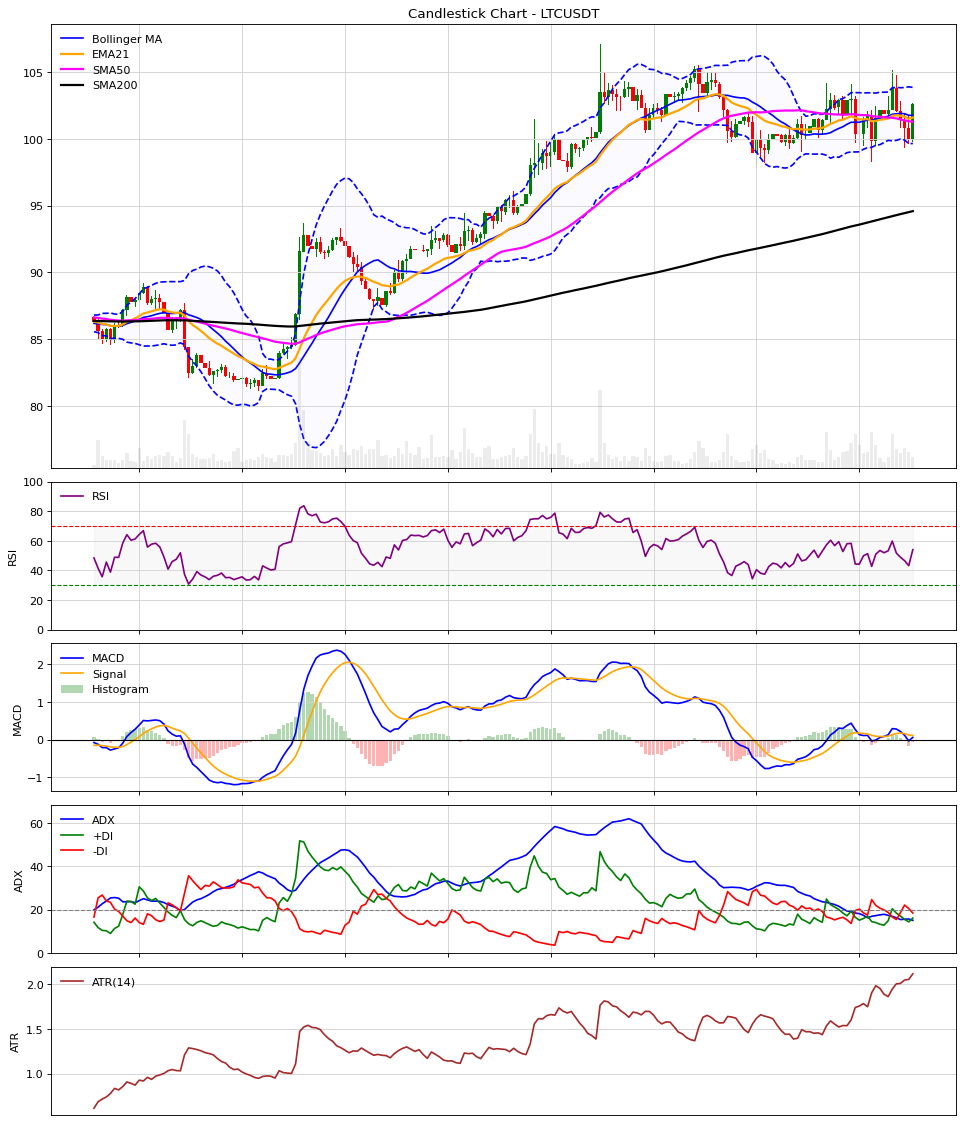 Candlestick Chart - LTCUSDT
Bollinger MA
EMA21
SMA50
SMA200
105
100
95
90
85
80
RSI
100
80
60
40
20
0
RSI
MACD
Signal
Histogram
2
1
0
−1
MACD
ADX
+DI
-DI
60
40
20
0
ADX
ATR(14)
2.0
1.5
1.0
ATR